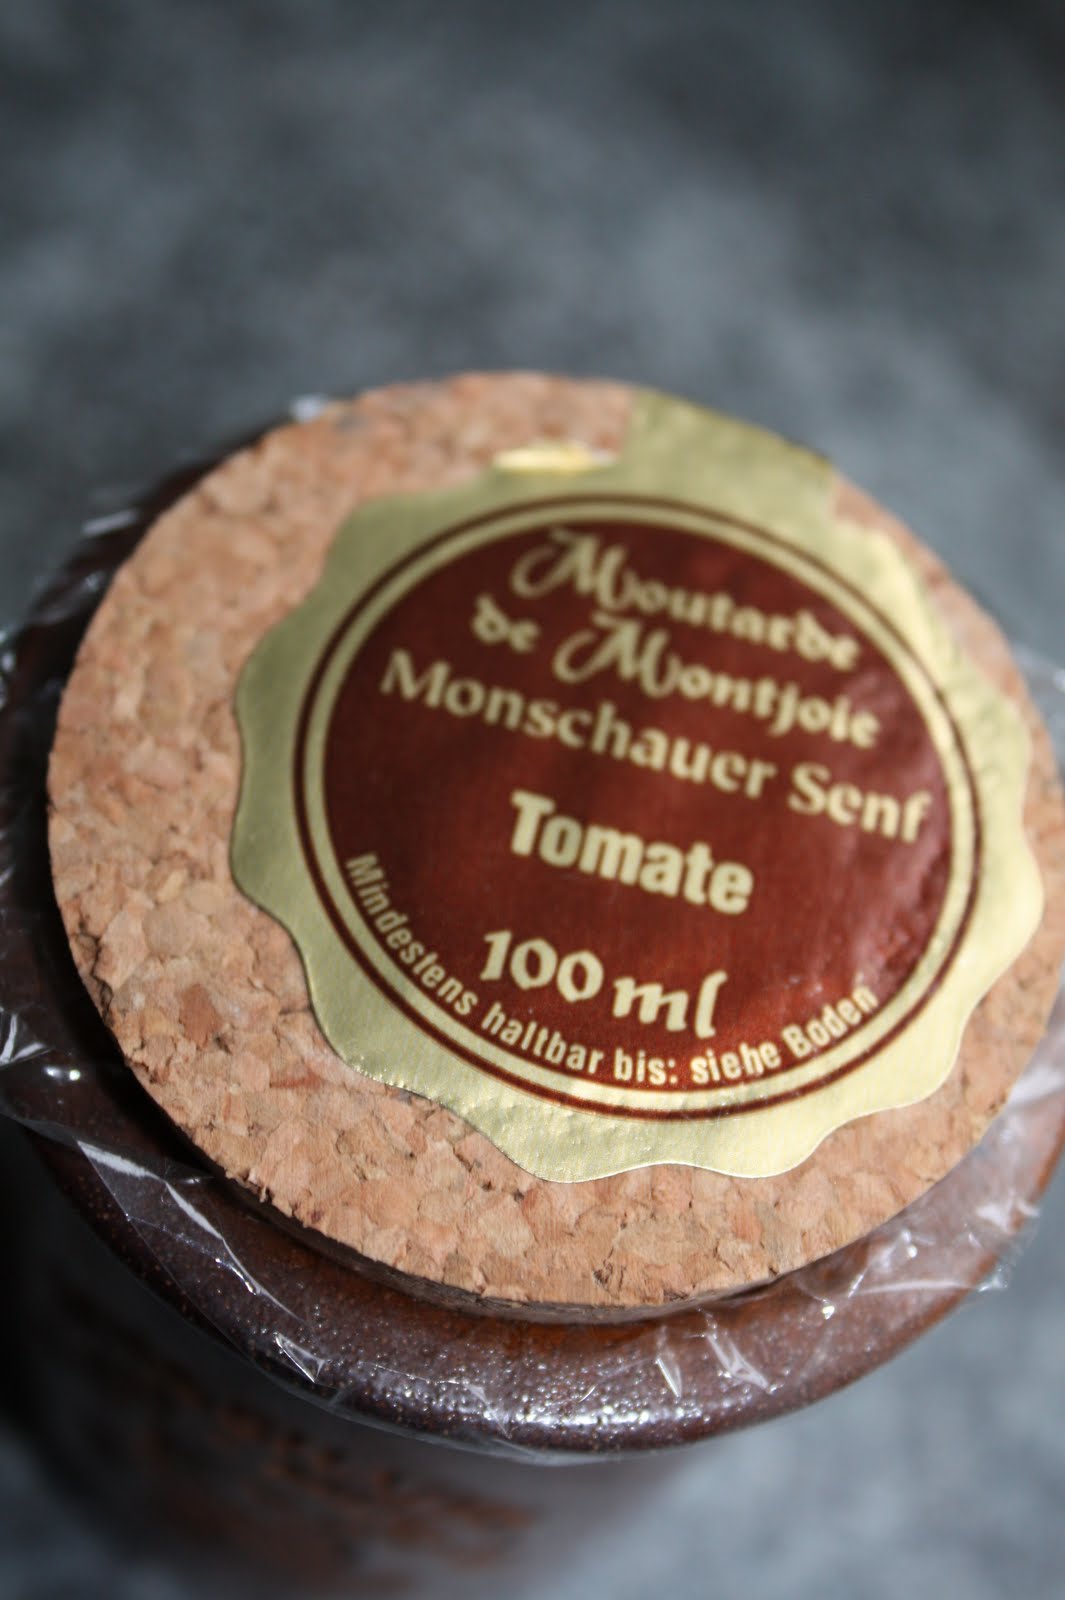 Moutarde
de Montjoie
Monschauer Senf
Tomate
100 ml
Mindestens haltbar bis: siehe Boden